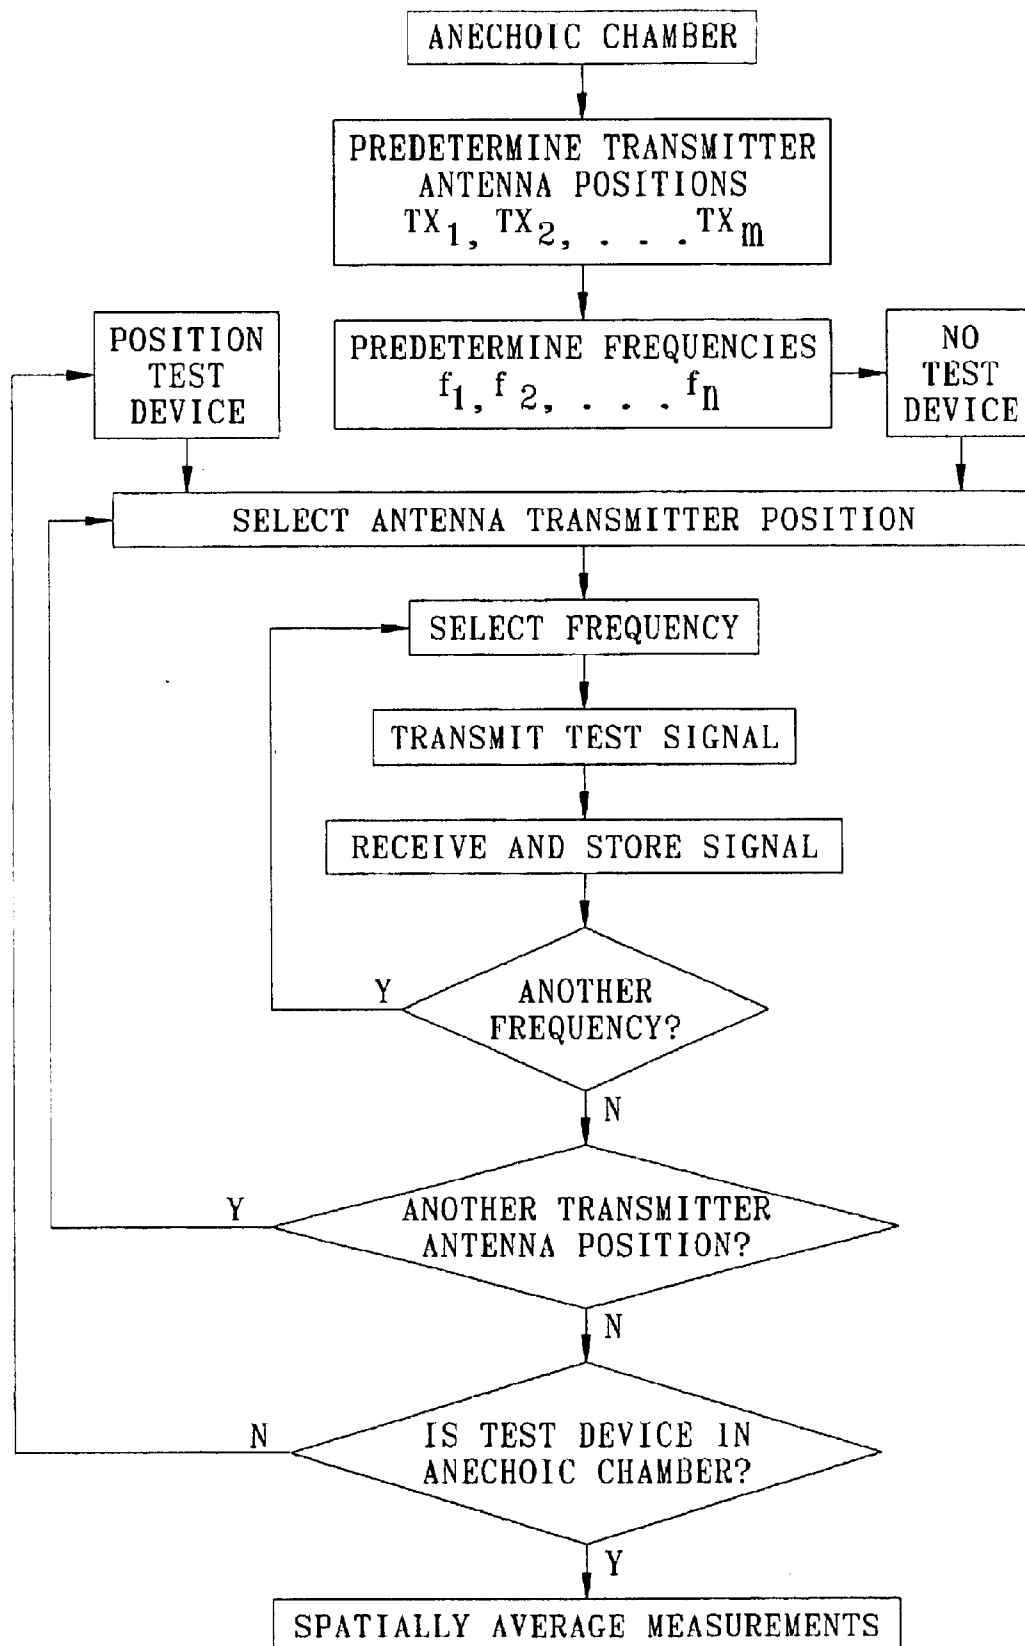 ANECHOIC CHAMBER
PREDETERMINE TRANSMITTER
ANTENNA POSITIONS
TX1, TX2, . . . TXm
POSITION
TEST
DEVICE
PREDETERMINE FREQUENCIES
f1, f2, . . . fn
NO
TEST
DEVICE
SELECT ANTENNA TRANSMITTER POSITION
SELECT FREQUENCY
TRANSMIT TEST SIGNAL
RECEIVE AND STORE SIGNAL
Y
ANOTHER
FREQUENCY?
N
Y
ANOTHER TRANSMITTER
ANTENNA POSITION?
N
N
IS TEST DEVICE IN
ANECHOIC CHAMBER?
Y
SPATIALLY AVERAGE MEASUREMENTS